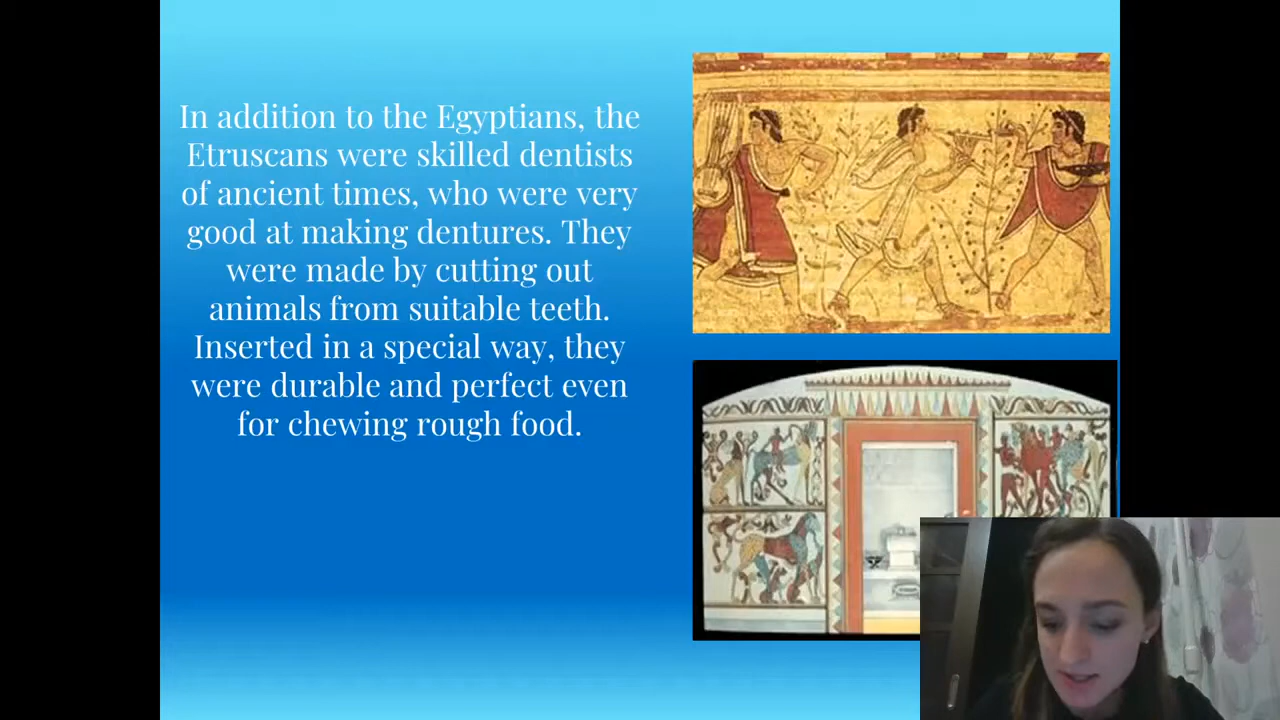 In addition to the Egyptians, the
Etruscans were skilled dentists
of ancient times, who were very
good at making dentures. They
were made by cutting out
animals from suitable teeth.
Inserted in a special way, they
were durable and perfect even
for chewing rough food.